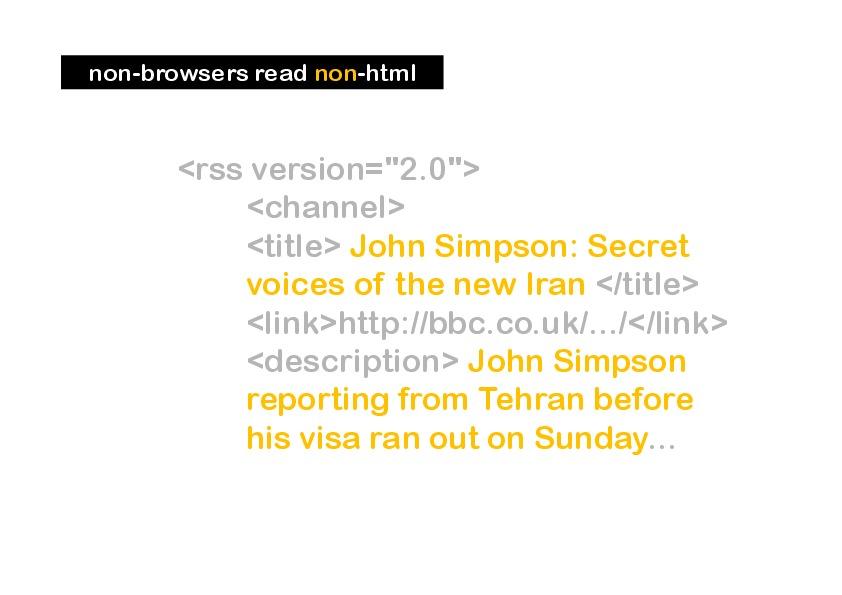 non-browsers read non-html
<rss version="2.0">
<channel>
<title> John Simpson: Secret
voices of the new Iran </title>
<link>http://bbc.co.uk/.../</link>
<description> John Simpson
reporting from Tehran before
his visa ran out on Sunday...